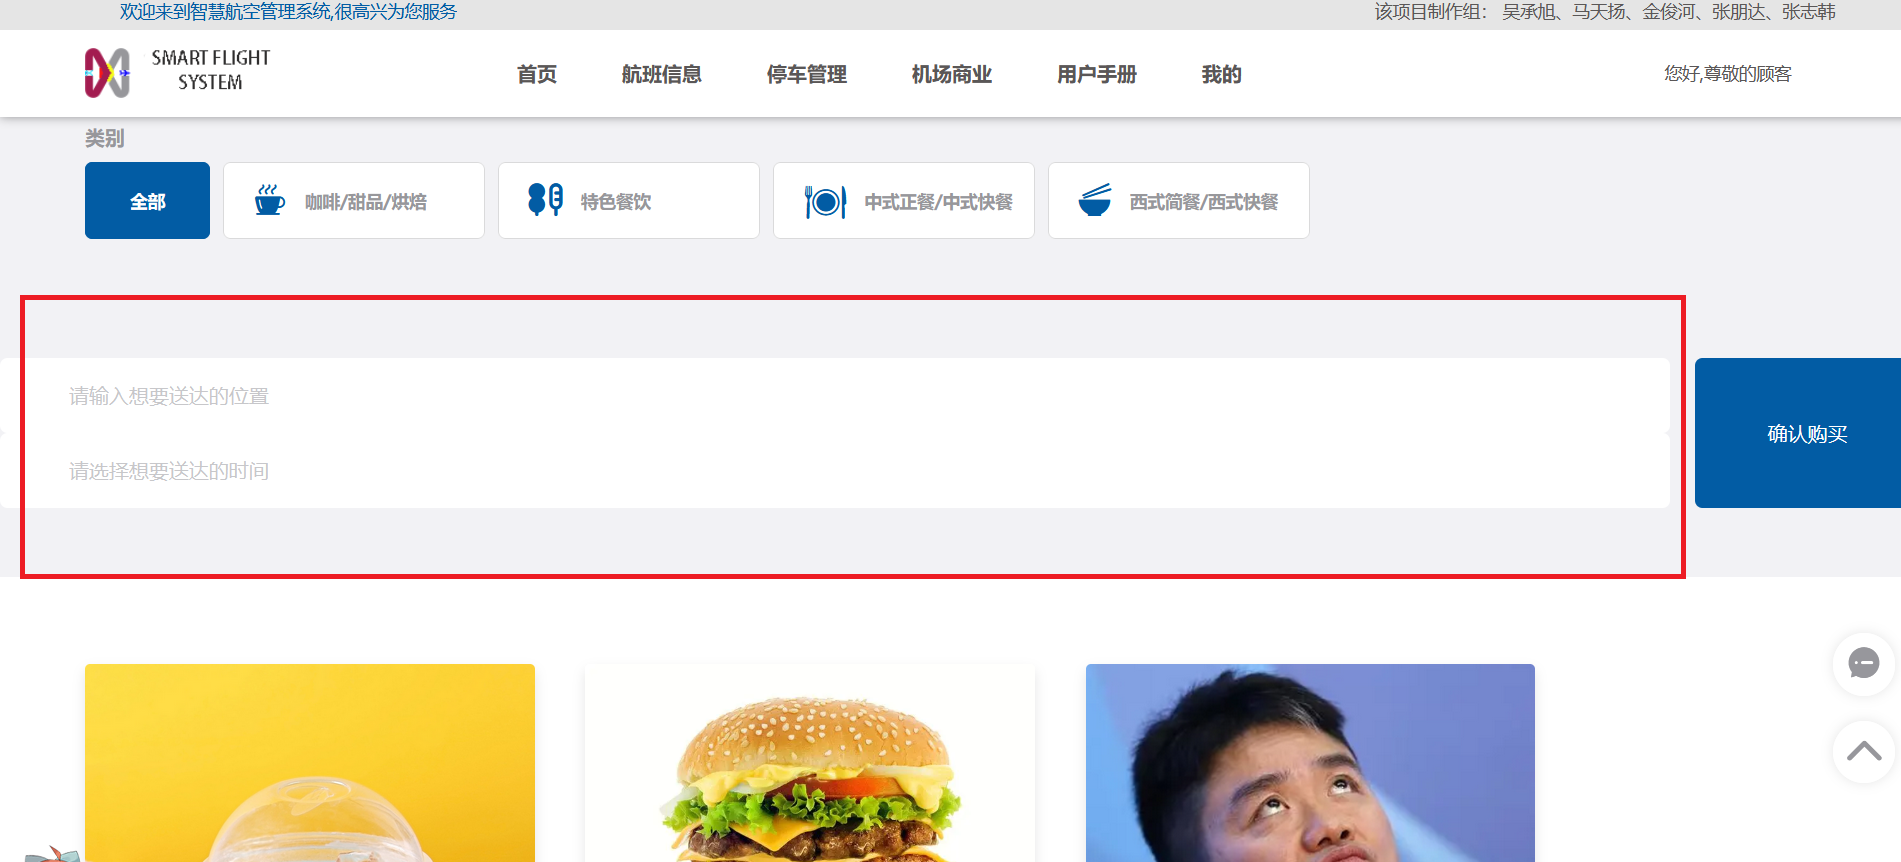 欢迎来到智慧航空管理系统,很高兴为您服务
该项目制作组： 吴承旭、马天扬、金俊河、张朋达、张志韩
SMART FLIGHT
SYSTEM
首页
航班信息
停车管理
机场商业
用户手册
我的
您好,尊敬的顾客
类别
全部
咖啡/甜品/烘焙
特色餐饮
中式正餐/中式快餐
西式简餐/西式快餐
请输入想要送达的位置
请选择想要送达的时间
确认购买